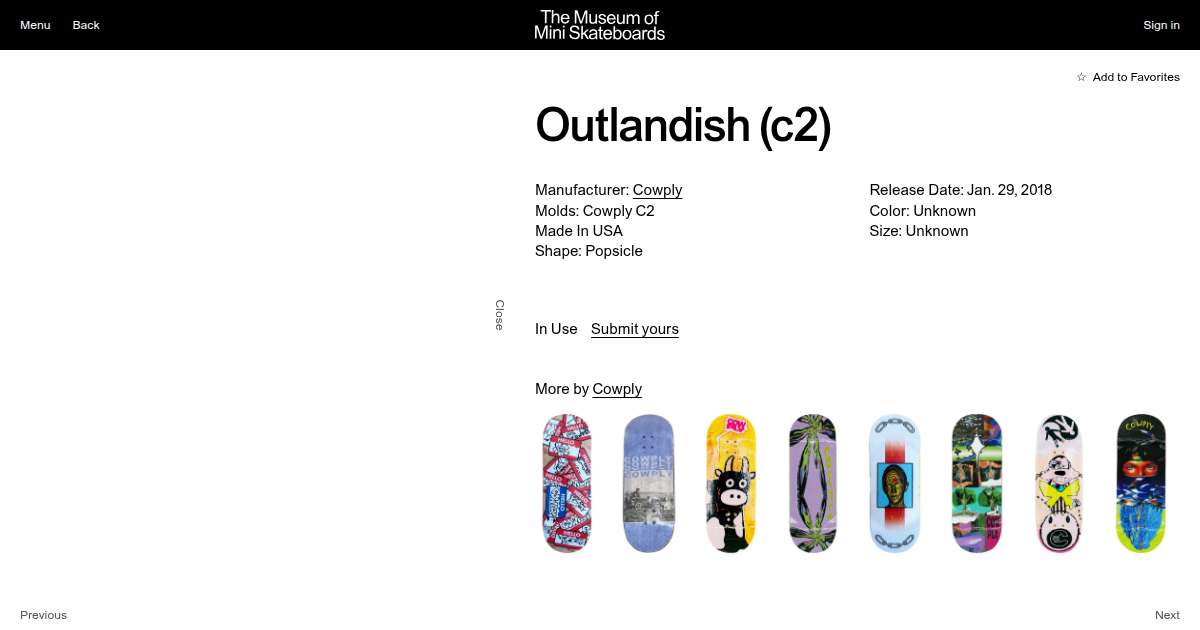 Menu
Back
The Museum of
Mini Skateboards
Sign in
☆ Add to Favorites
Outlandish (c2)
Manufacturer: Cowply
Molds: Cowply C2
Made In USA
Shape: Popsicle
Release Date: Jan. 29, 2018
Color: Unknown
Size: Unknown
Close
In Use Submit yours
More by Cowply
COWPLY
COWPLY
Previous
Next